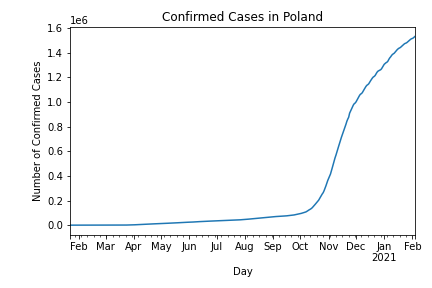 Confirmed Cases in Poland
1e6
1.6
1.4
1.2
1.0
0.8
0.6
0.4
0.2
0.0
Number of Confirmed Cases
Feb Mar Apr May Jun Jul Aug Sep Oct Nov Dec Jan Feb
2021
Day